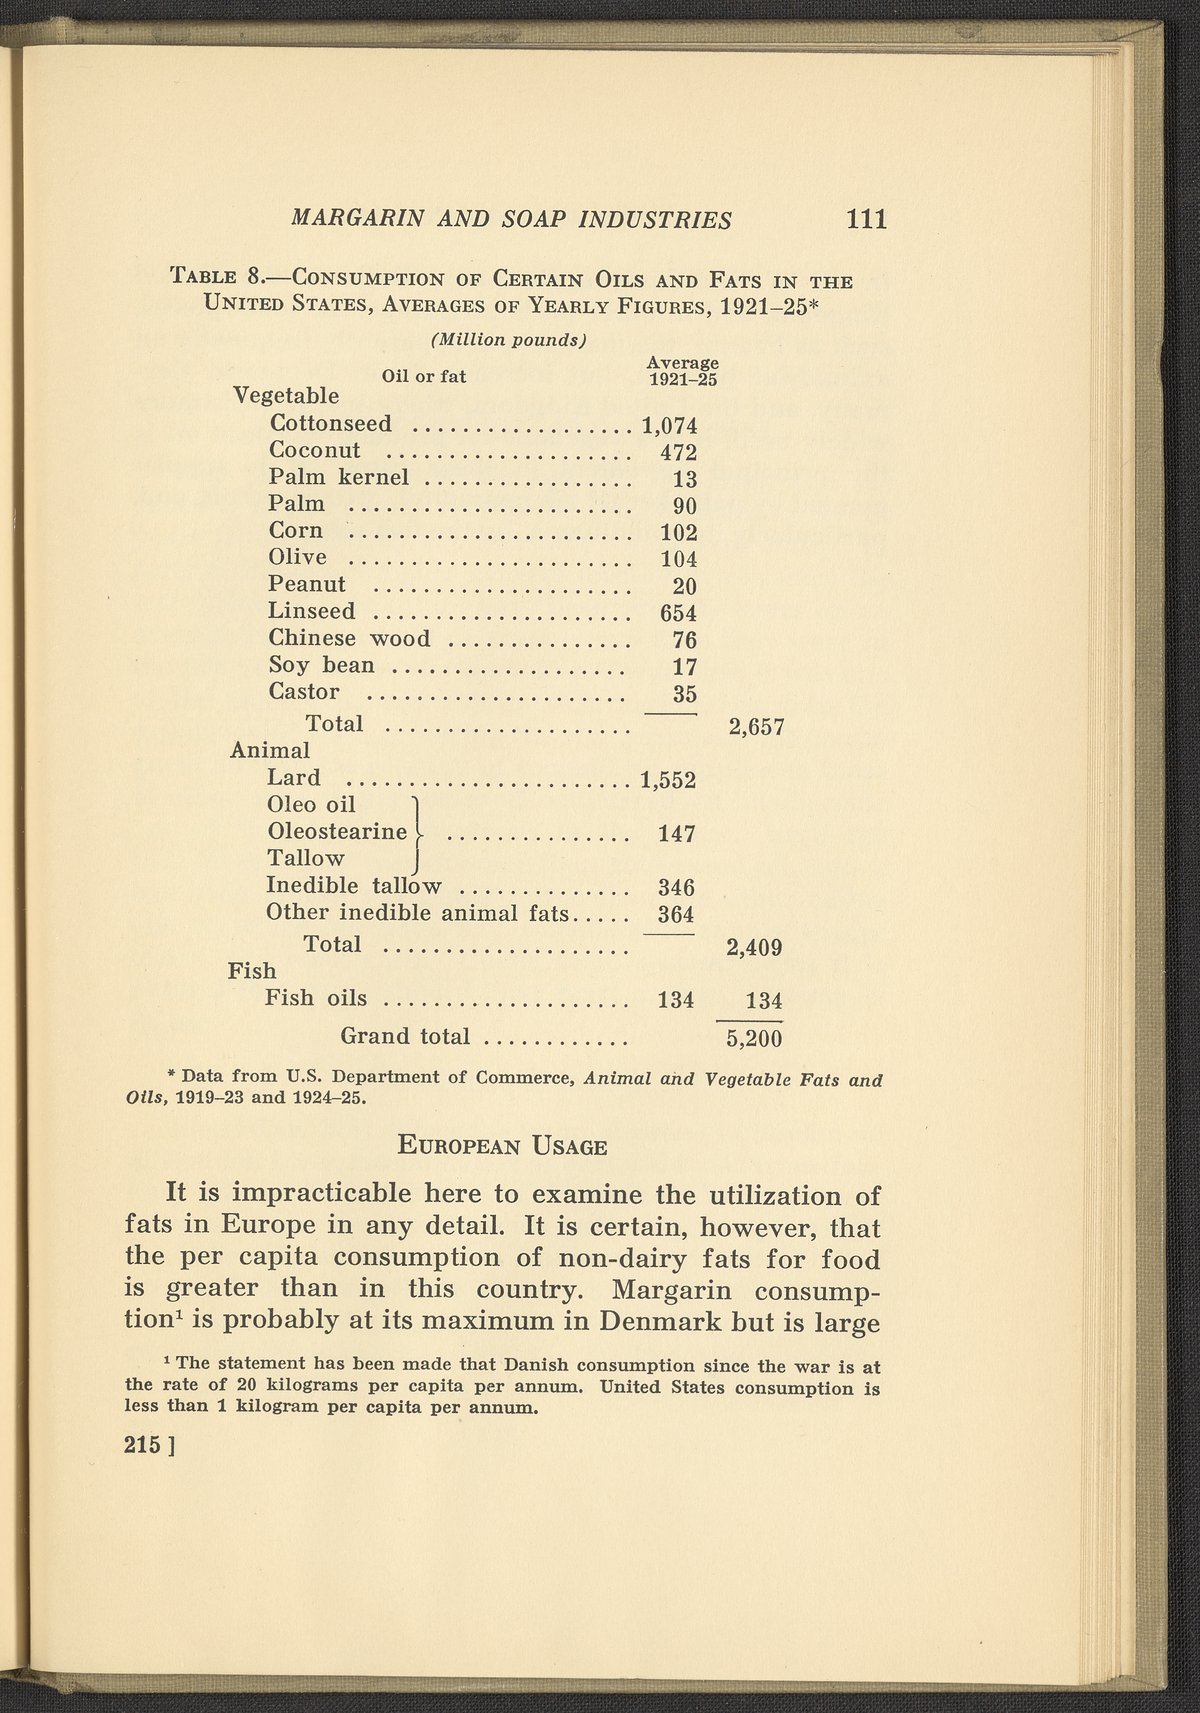 MARGARIN AND SOAP INDUSTRIES 111
TABLE 8.—CONSUMPTION OF CERTAIN OILS AND FATS IN THE
UNITED STATES, AVERAGES OF YEARLY FIGURES, 1921–25*
(Million pounds)
Oil or fat Average 1921–25
Vegetable
Cottonseed .................. 1,074
Coconut .................... 472
Palm kernel ................. 13
Palm ....................... 90
Corn ....................... 102
Olive ....................... 104
Peanut ..................... 20
Linseed ..................... 654
Chinese wood ............... 76
Soy bean ................... 17
Castor ..................... 35
Total .................... 2,657
Animal
Lard ....................... 1,552
Oleo oil
Oleostearine } ............... 147
Tallow
Inedible tallow .............. 346
Other inedible animal fats..... 364
Total .................... 2,409
Fish
Fish oils .................... 134 134
Grand total ............ 5,200
* Data from U.S. Department of Commerce, Animal and Vegetable Fats and
Oils, 1919–23 and 1924–25.
EUROPEAN USAGE
It is impracticable here to examine the utilization of
fats in Europe in any detail. It is certain, however, that
the per capita consumption of non-dairy fats for food
is greater than in this country. Margarin consump-
tion¹ is probably at its maximum in Denmark but is large
¹ The statement has been made that Danish consumption since the war is at
the rate of 20 kilograms per capita per annum. United States consumption is
less than 1 kilogram per capita per annum.
215 ]